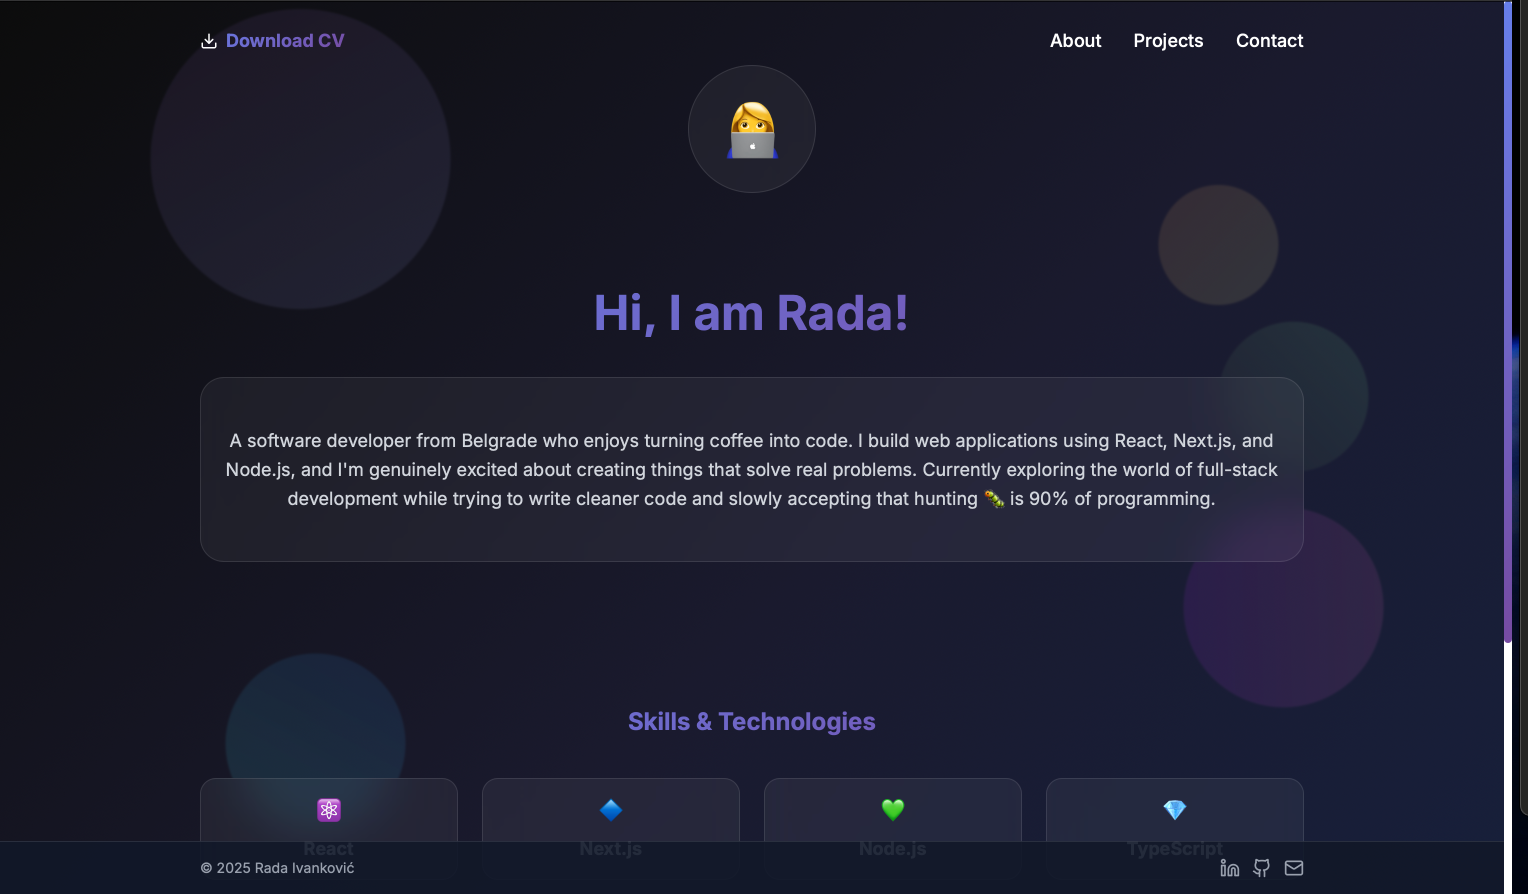 Download CV
About
Projects
Contact
Hi, I am Rada!
A software developer from Belgrade who enjoys turning coffee into code. I build web applications using React, Next.js, and
Node.js, and I'm genuinely excited about creating things that solve real problems. Currently exploring the world of full-stack
development while trying to write cleaner code and slowly accepting that hunting 🐛 is 90% of programming.
Skills & Technologies
React
Next.js
Node.js
TypeScript
© 2025 Rada Ivanković